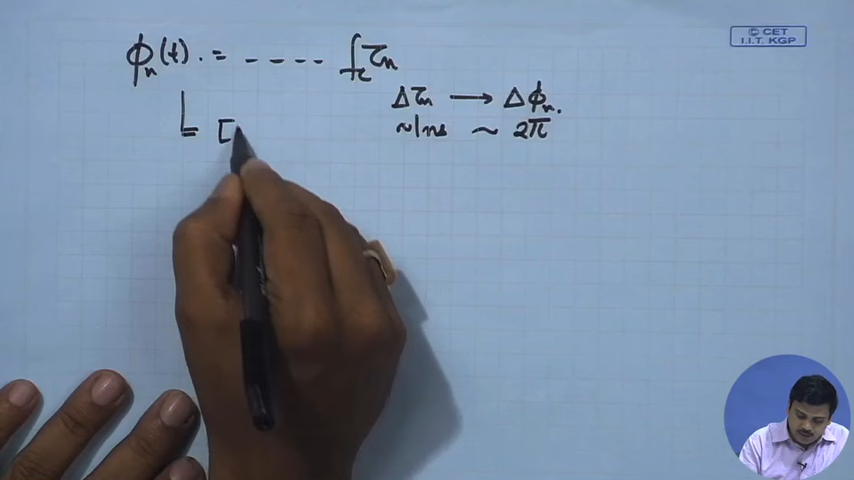 © CET
I.I.T. KGP
ϕn(t) . = - - - - - fc τn
Δτn → Δϕn.
~1ns ~ 2π